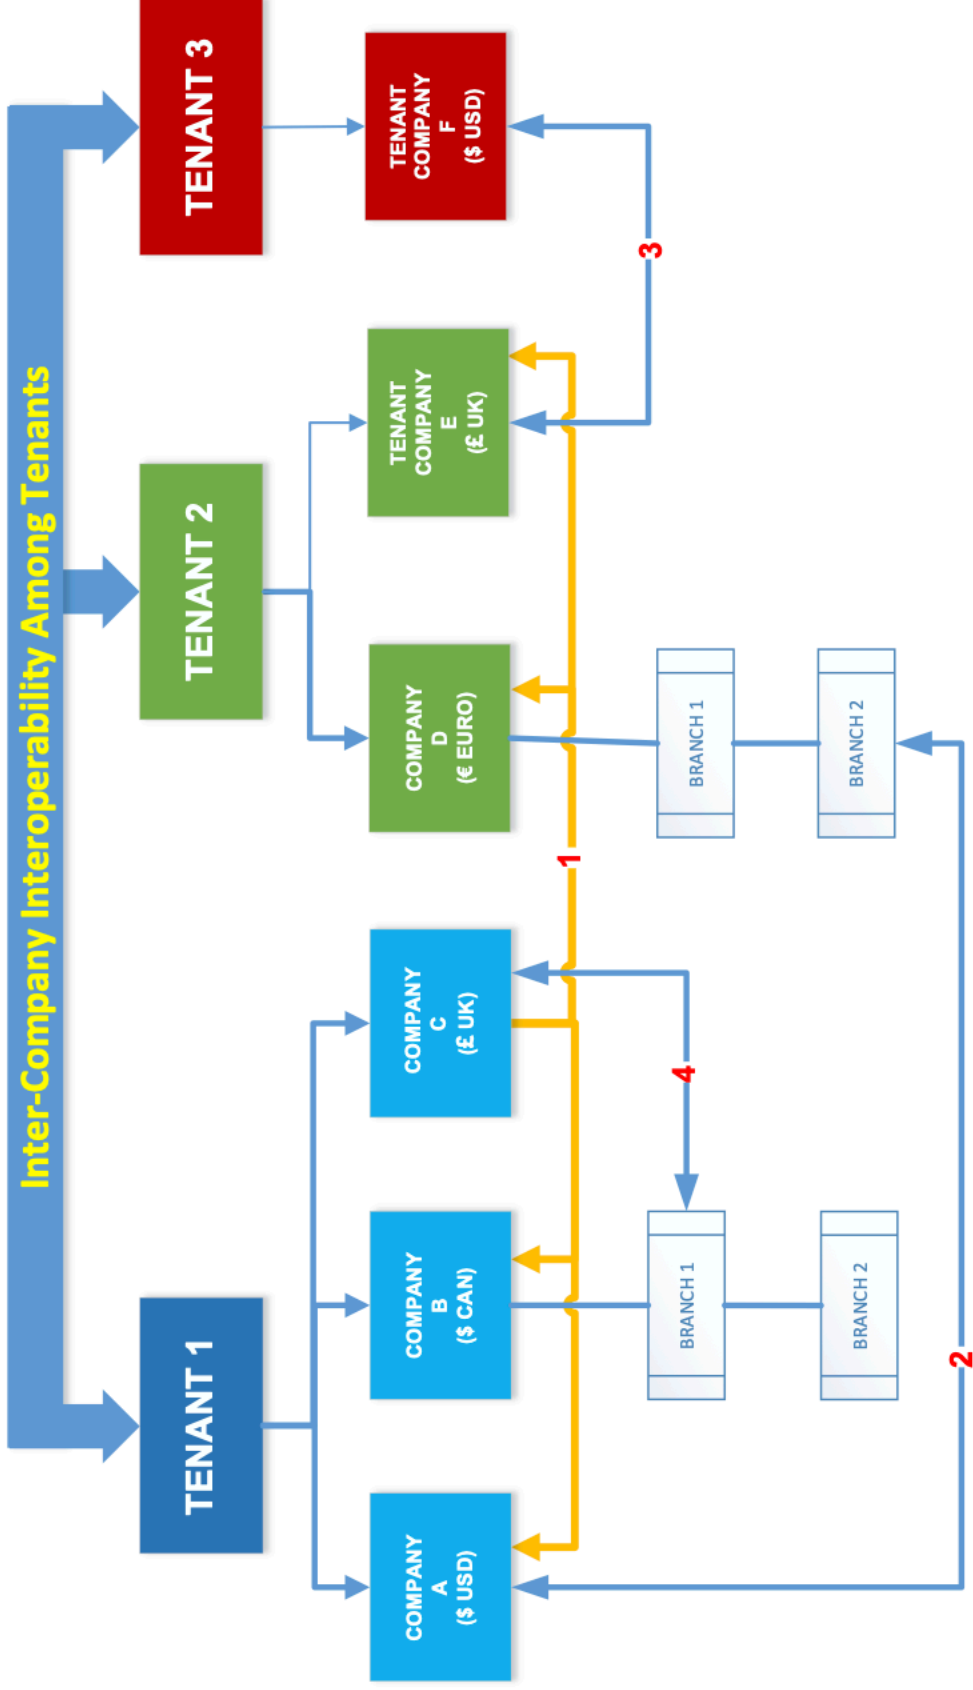 Inter-Company Interoperability Among Tenants
TENANT 1
TENANT 2
TENANT 3
COMPANY
A
($ USD)
COMPANY
B
($ CAN)
COMPANY
C
(£ UK)
COMPANY
D
(€ EURO)
TENANT
COMPANY
E
(£ UK)
TENANT
COMPANY
F
($ USD)
1
3
4
BRANCH 1
BRANCH 1
BRANCH 2
BRANCH 2
2